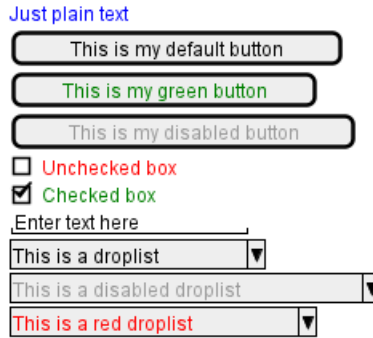 Just plain text
This is my default button
This is my green button
This is my disabled button
Unchecked box
Checked box
Enter text here
This is a droplist
This is a disabled droplist
This is a red droplist